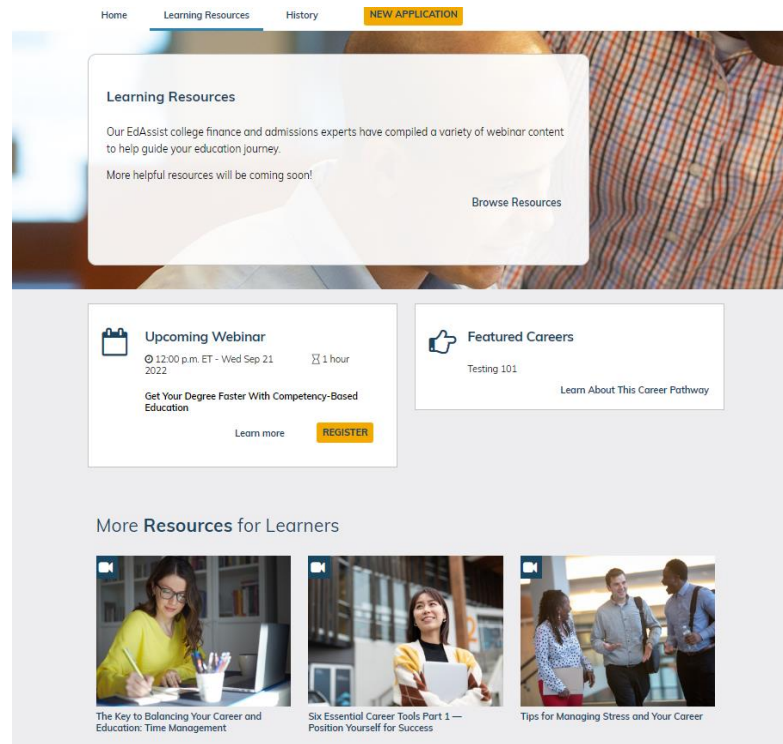 Home Learning Resources History NEW APPLICATION
Learning Resources
Our EdAssist college finance and admissions experts have compiled a variety of webinar content
to help guide your education journey.
More helpful resources will be coming soon!
Browse Resources
Upcoming Webinar
12:00 p.m. ET - Wed Sep 21
2022
1 hour
Get Your Degree Faster With Competency-Based
Education
Learn more REGISTER
Featured Careers
Testing 101
Learn About This Career Pathway
More Resources for Learners
The Key to Balancing Your Career and
Education: Time Management
Six Essential Career Tools Part 1 —
Position Yourself for Success
Tips for Managing Stress and Your Career